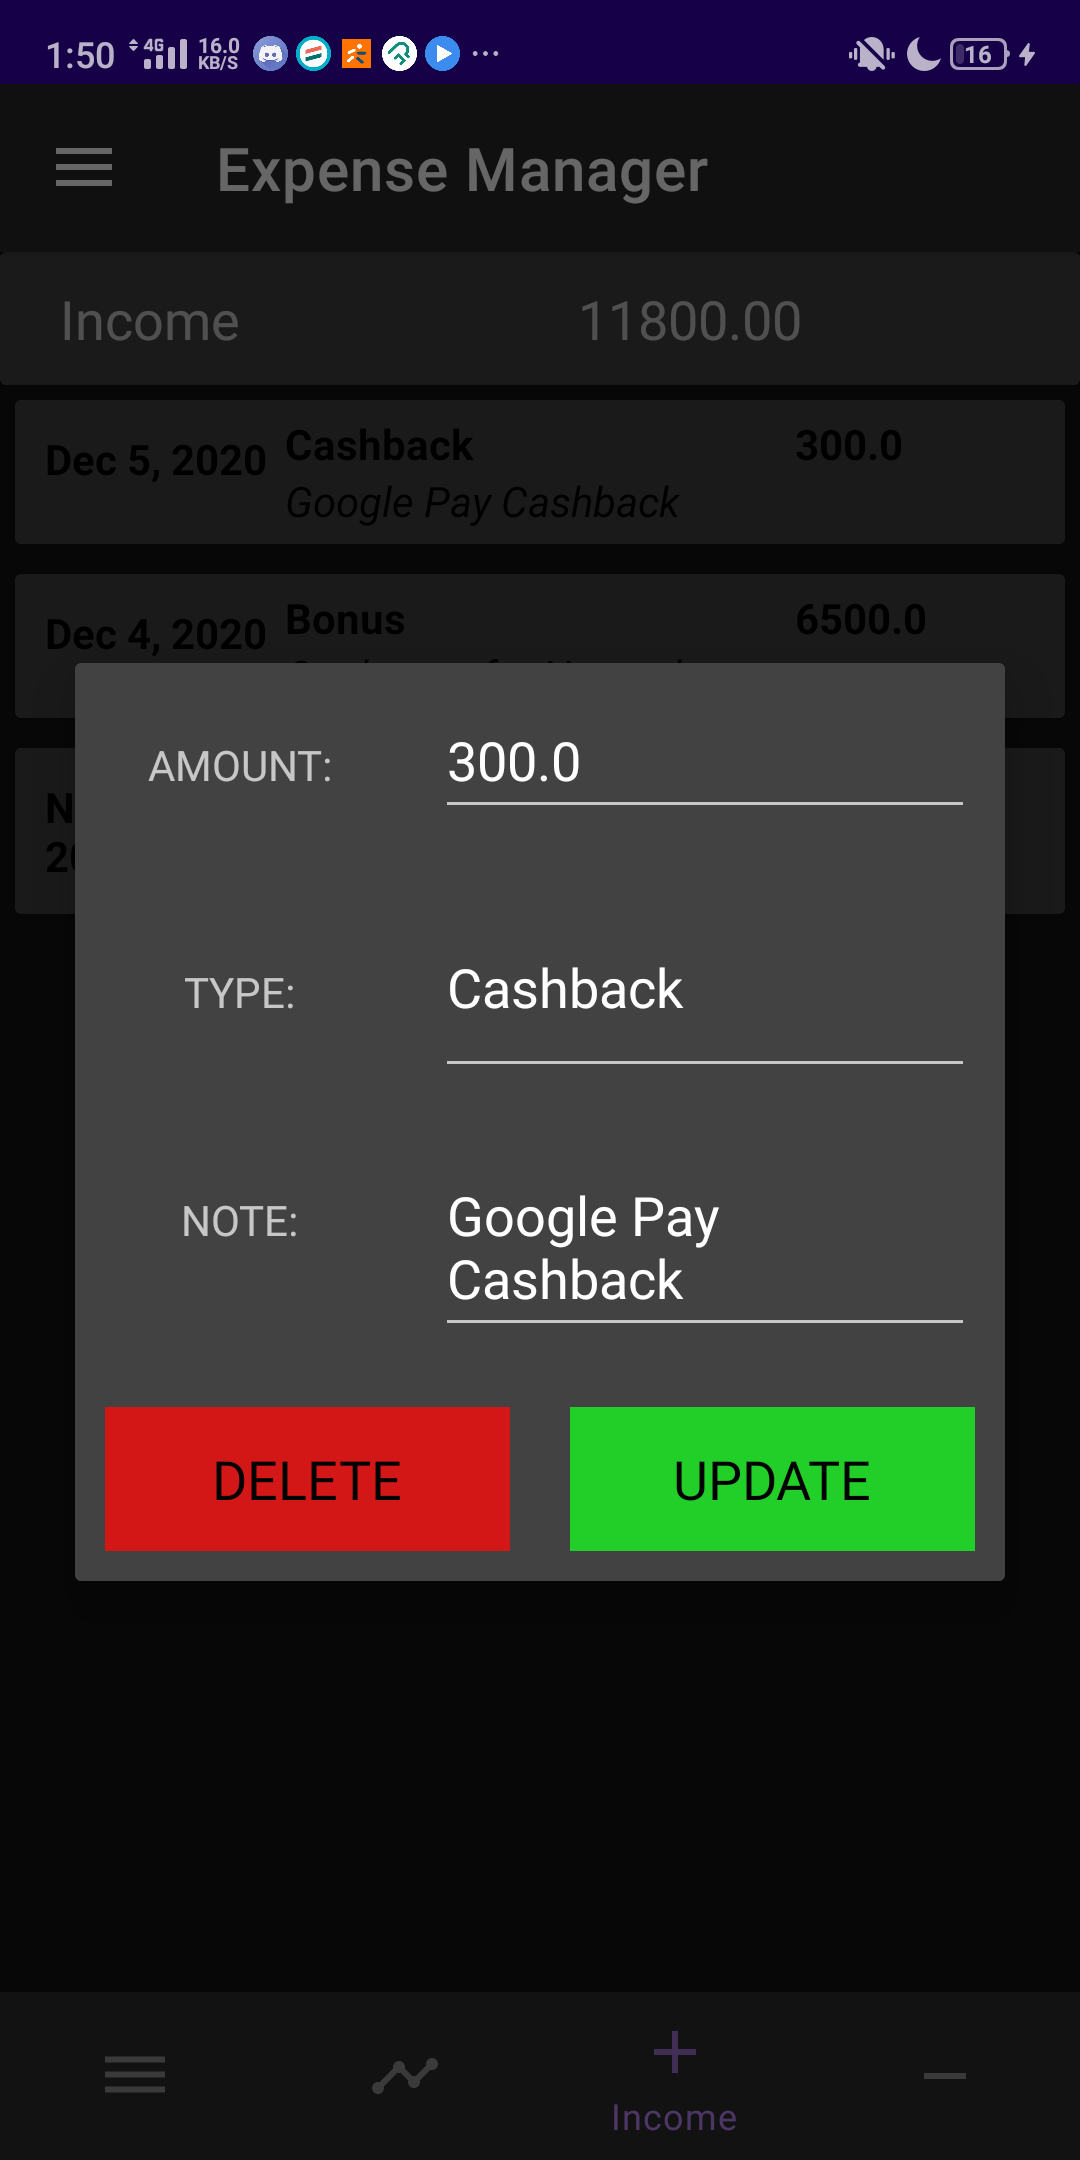 1:50 4G 16.0 KB/S 16
Expense Manager
Income 11800.00
Dec 5, 2020 Cashback 300.0
Google Pay Cashback
Dec 4, 2020 Bonus 6500.0
AMOUNT: 300.0
TYPE: Cashback
NOTE: Google Pay
Cashback
DELETE UPDATE
Income